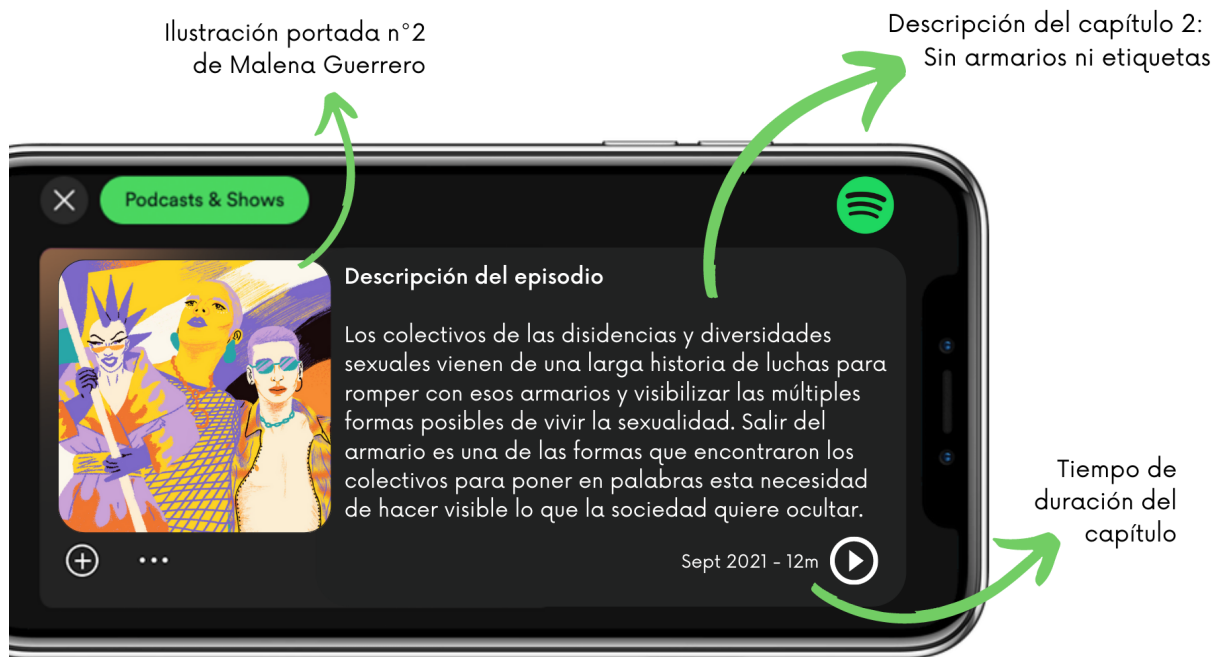 Ilustración portada n°2
de Malena Guerrero
Descripción del capítulo 2:
Sin armarios ni etiquetas
Podcasts & Shows
Descripción del episodio
Los colectivos de las disidencias y diversidades
sexuales vienen de una larga historia de luchas para
romper con esos armarios y visibilizar las múltiples
formas posibles de vivir la sexualidad. Salir del
armario es una de las formas que encontraron los
colectivos para poner en palabras esta necesidad
de hacer visible lo que la sociedad quiere ocultar.
Sept 2021 - 12m
Tiempo de
duración del
capítulo